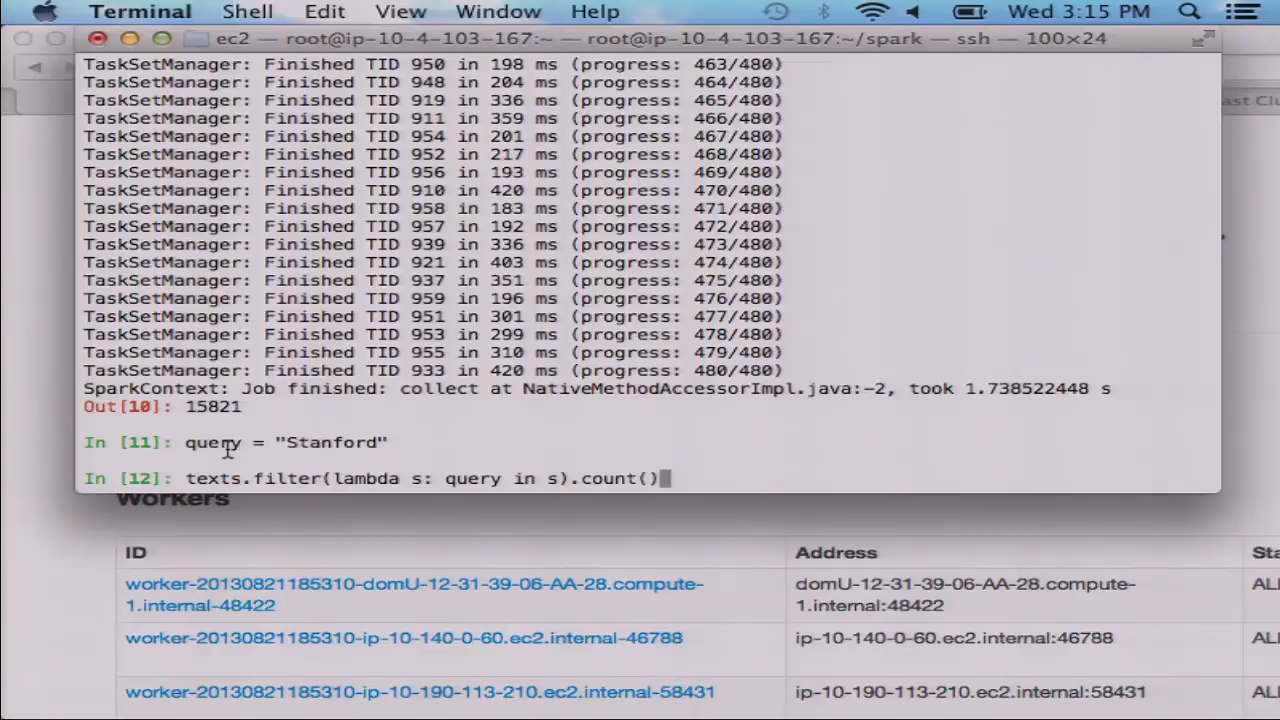 Terminal Shell Edit View Window Help Wed 3:15 PM
ec2 — root@ip-10-4-103-167:~ — root@ip-10-4-103-167:~/spark — ssh — 100×24
TaskSetManager: Finished TID 950 in 198 ms (progress: 463/480)
TaskSetManager: Finished TID 948 in 204 ms (progress: 464/480)
TaskSetManager: Finished TID 919 in 336 ms (progress: 465/480)
TaskSetManager: Finished TID 911 in 359 ms (progress: 466/480)
TaskSetManager: Finished TID 954 in 201 ms (progress: 467/480)
TaskSetManager: Finished TID 952 in 217 ms (progress: 468/480)
TaskSetManager: Finished TID 956 in 193 ms (progress: 469/480)
TaskSetManager: Finished TID 910 in 420 ms (progress: 470/480)
TaskSetManager: Finished TID 958 in 183 ms (progress: 471/480)
TaskSetManager: Finished TID 957 in 192 ms (progress: 472/480)
TaskSetManager: Finished TID 939 in 336 ms (progress: 473/480)
TaskSetManager: Finished TID 921 in 403 ms (progress: 474/480)
TaskSetManager: Finished TID 937 in 351 ms (progress: 475/480)
TaskSetManager: Finished TID 959 in 196 ms (progress: 476/480)
TaskSetManager: Finished TID 951 in 301 ms (progress: 477/480)
TaskSetManager: Finished TID 953 in 299 ms (progress: 478/480)
TaskSetManager: Finished TID 955 in 310 ms (progress: 479/480)
TaskSetManager: Finished TID 933 in 420 ms (progress: 480/480)
SparkContext: Job finished: collect at NativeMethodAccessorImpl.java:-2, took 1.738522448 s
Out[10]: 15821
In [11]: query = "Stanford"
In [12]: texts.filter(lambda s: query in s).count()
Workers
ID Address
worker-20130821185310-domU-12-31-39-06-AA-28.compute-
1.internal-48422
domU-12-31-39-06-AA-28.compute-
1.internal:48422
worker-20130821185310-ip-10-140-0-60.ec2.internal-46788 ip-10-140-0-60.ec2.internal:46788
worker-20130821185310-ip-10-190-113-210.ec2.internal-58431 ip-10-190-113-210.ec2.internal:58431